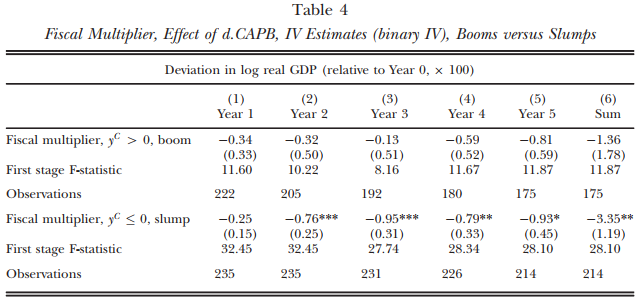 Table 4
Fiscal Multiplier, Effect of d.CAPB, IV Estimates (binary IV), Booms versus Slumps
Deviation in log real GDP (relative to Year 0, × 100)
(1) (2) (3) (4) (5) (6)
Year 1 Year 2 Year 3 Year 4 Year 5 Sum
Fiscal multiplier, y^C > 0, boom −0.34 −0.32 −0.13 −0.59 −0.81 −1.36
(0.33) (0.50) (0.51) (0.52) (0.59) (1.78)
First stage F-statistic 11.60 10.22 8.16 11.67 11.87 11.87
Observations 222 205 192 180 175 175
Fiscal multiplier, y^C ≤ 0, slump −0.25 −0.76*** −0.95*** −0.79** −0.93* −3.35**
(0.15) (0.25) (0.31) (0.33) (0.45) (1.19)
First stage F-statistic 32.45 32.45 27.74 28.34 28.10 28.10
Observations 235 235 231 226 214 214